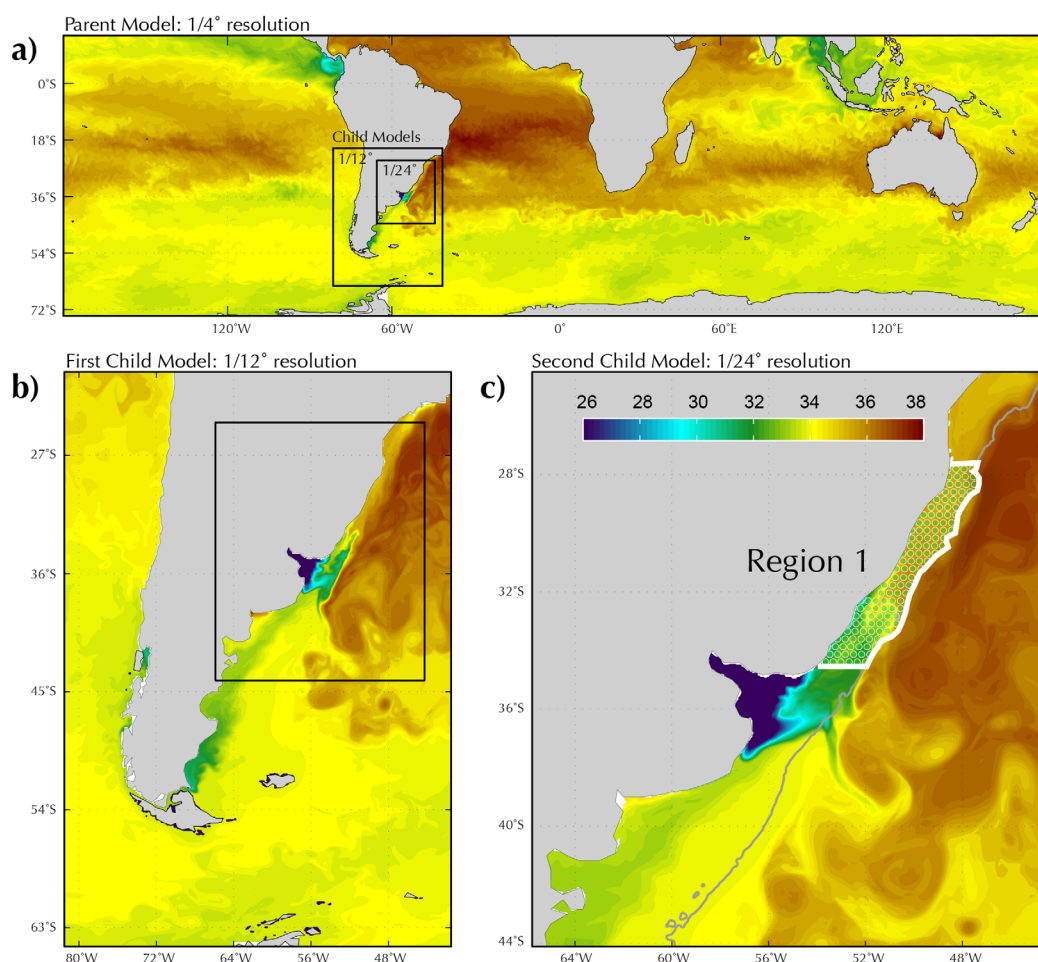 Parent Model: 1/4° resolution
a)
0°S
18°S
36°S
54°S
72°S
Child Models
1/12°
1/24°
120°W 60°W 0° 60°E 120°E
First Child Model: 1/12° resolution
b)
27°S
36°S
45°S
54°S
63°S
80°W 72°W 64°W 56°W 48°W
Second Child Model: 1/24° resolution
c)
26 28 30 32 34 36 38
28°S
Region 1
32°S
36°S
40°S
44°S
64°W 60°W 56°W 52°W 48°W